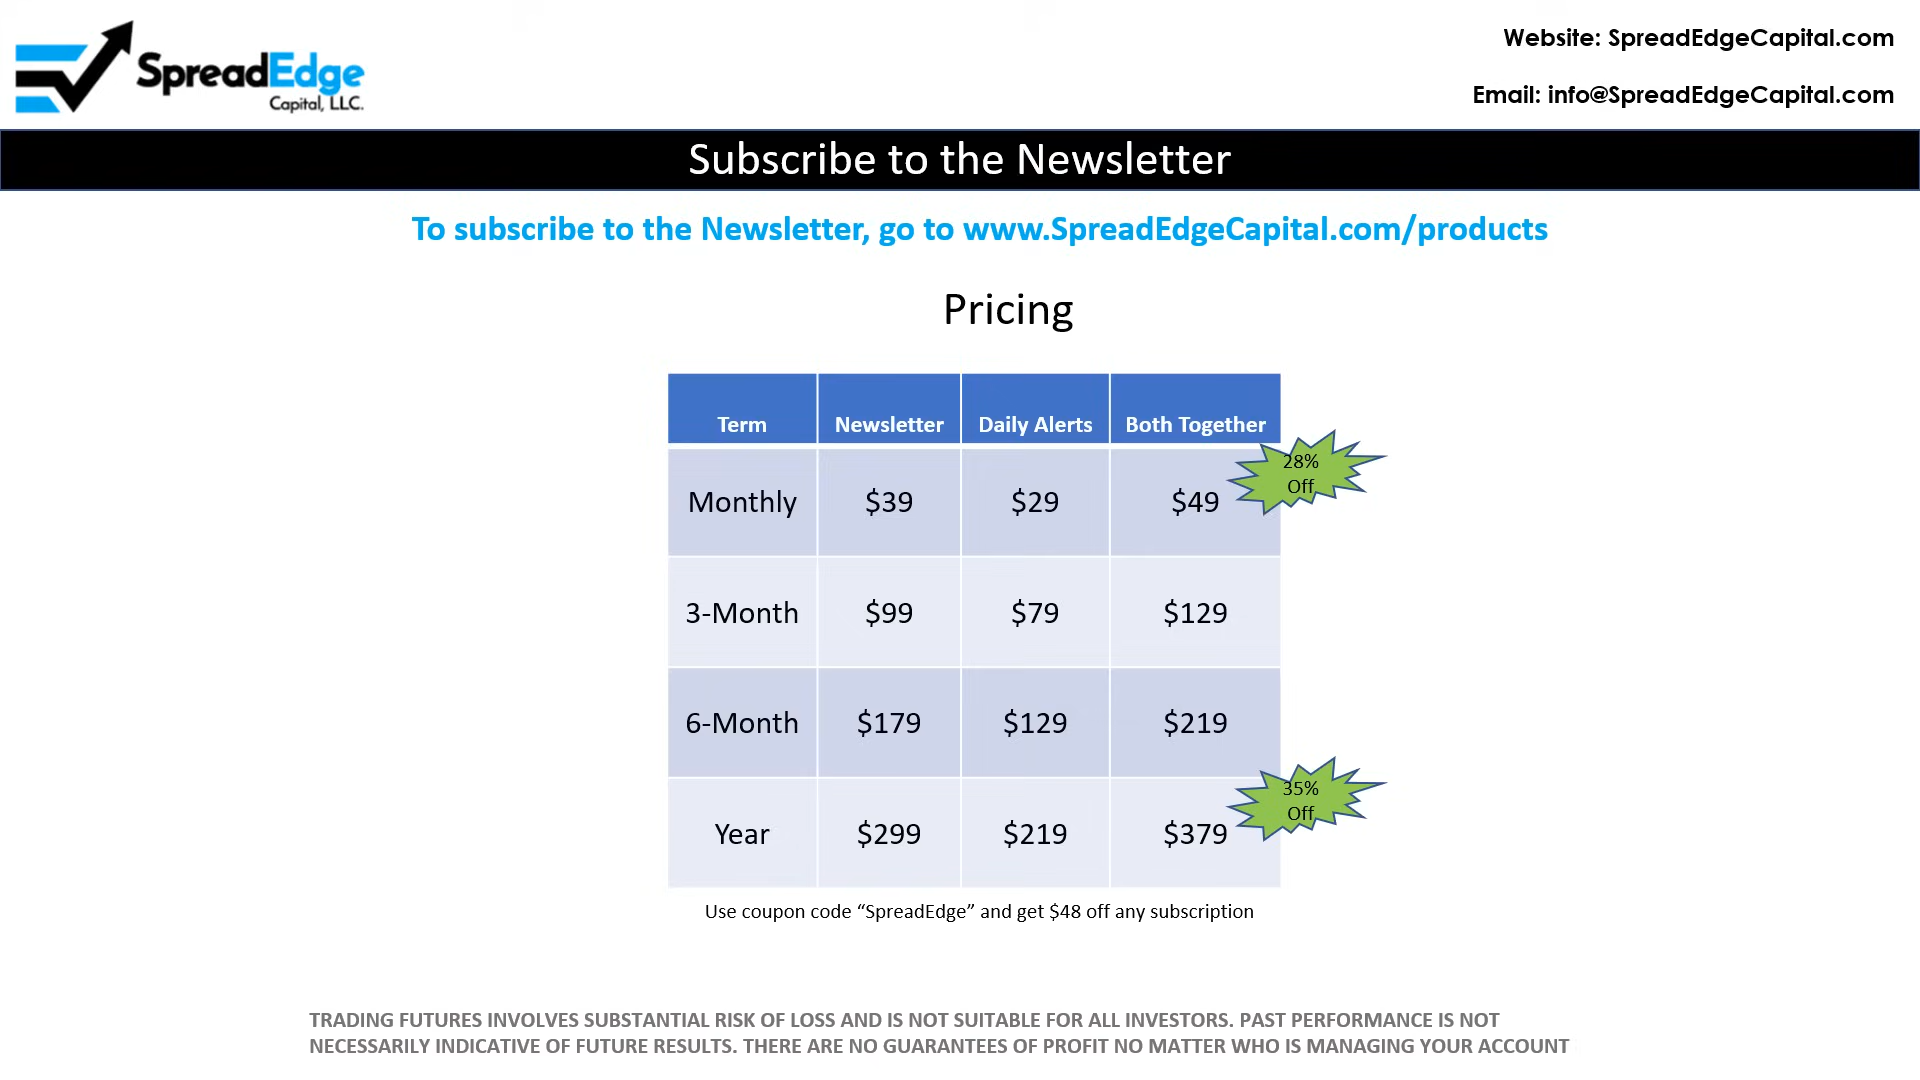 SpreadEdge
Capital, LLC.
Website: SpreadEdgeCapital.com
Email: info@SpreadEdgeCapital.com
Subscribe to the Newsletter
To subscribe to the Newsletter, go to www.SpreadEdgeCapital.com/products
Pricing
Term Newsletter Daily Alerts Both Together
28%
Off
Monthly $39 $29 $49
3-Month $99 $79 $129
6-Month $179 $129 $219
35%
Off
Year $299 $219 $379
Use coupon code “SpreadEdge” and get $48 off any subscription
TRADING FUTURES INVOLVES SUBSTANTIAL RISK OF LOSS AND IS NOT SUITABLE FOR ALL INVESTORS. PAST PERFORMANCE IS NOT
NECESSARILY INDICATIVE OF FUTURE RESULTS. THERE ARE NO GUARANTEES OF PROFIT NO MATTER WHO IS MANAGING YOUR ACCOUNT